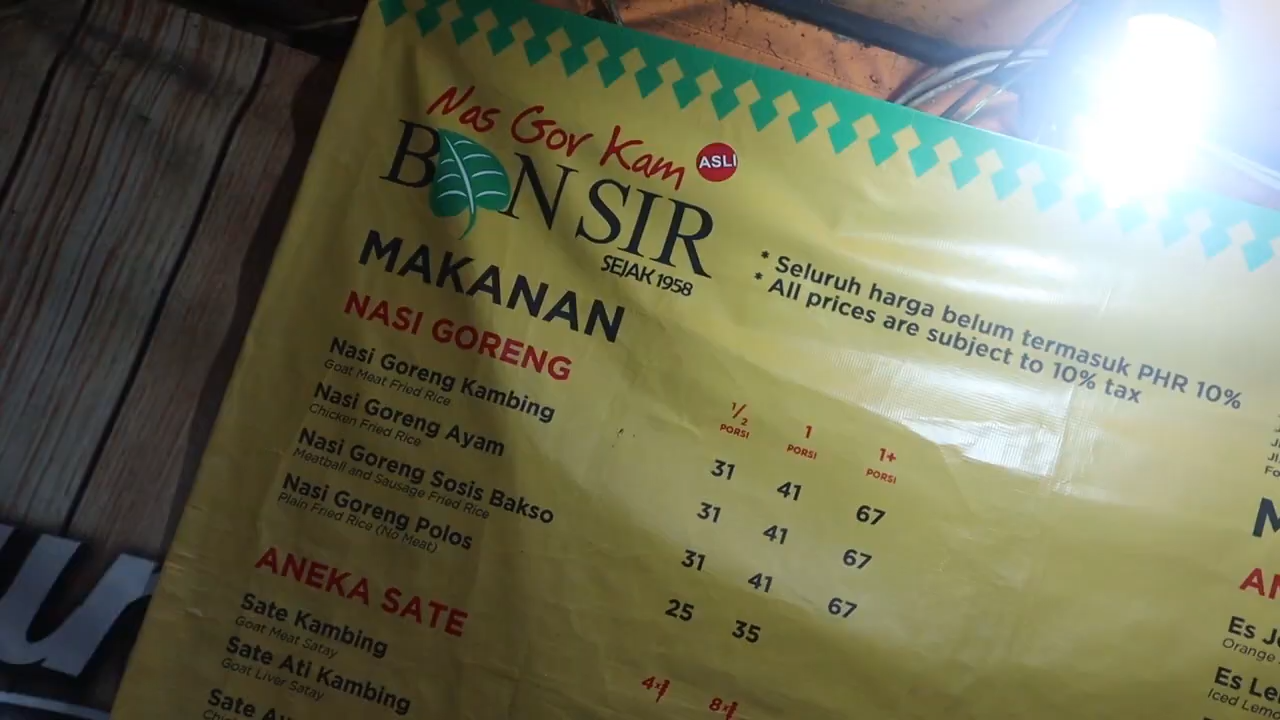 Nas Gor Kam
ASLI
BON SIR
SEJAK 1958
* Seluruh harga belum termasuk PHR 10%
* All prices are subject to 10% tax
MAKANAN
NASI GORENG
1/2 PORSI 1 PORSI 1+ PORSI
Nasi Goreng Kambing 31 41 67
Goat Meat Fried Rice
Nasi Goreng Ayam 31 41 67
Chicken Fried Rice
Nasi Goreng Sosis Bakso 31 41 67
Meatball and Sausage Fried Rice
Nasi Goreng Polos 25 35
Plain Fried Rice (No Meat)
ANEKA SATE
Sate Kambing
Goat Meat Satay
Sate Ati Kambing
Goat Liver Satay
Sate
Es
Orange
Es
Iced